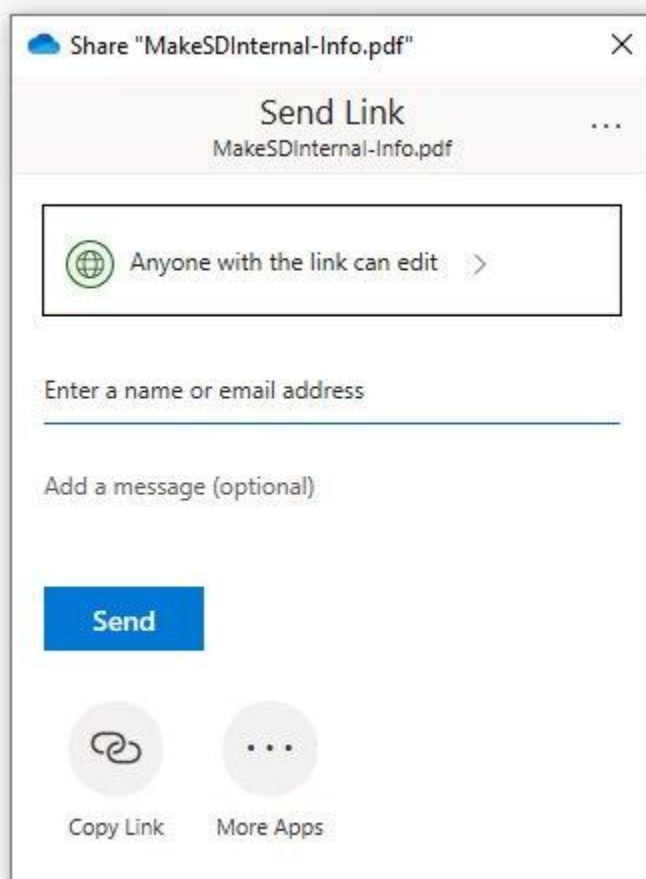 Share "MakeSDInternal-Info.pdf"
Send Link
MakeSDInternal-Info.pdf
Anyone with the link can edit
Enter a name or email address
Add a message (optional)
Send
Copy Link
More Apps